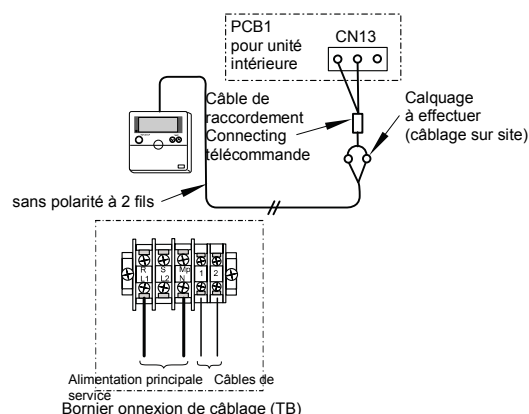 PCB1
pour unité
intérieure
CN13
Câble de
raccordement
Connecting
télécommande
Calquage
à effectuer
(câblage sur site)
sans polarité à 2 fils
R S Mp
L1 L2 N 1 2
Alimentation principale Câbles de
service
Bornier onnexion de câblage (TB)